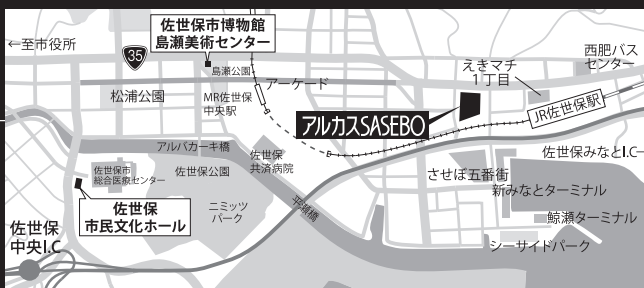 ←至市役所
35
佐世保市博物館
島瀬美術センター
島瀬公園
アーケード
えきマチ
1丁目
西肥バス
センター
松浦公園
MR佐世保
中央駅
アルカスSASEBO
JR佐世保駅
アルバカーキ橋
佐世保
共済病院
佐世保みなとI.C
佐世保市
総合医療センター
佐世保公園
させぼ五番街
新みなとターミナル
佐世保
市民文化ホール
ニミッツ
パーク
平瀬橋
鯨瀬ターミナル
佐世保
中央I.C
シーサイドパーク